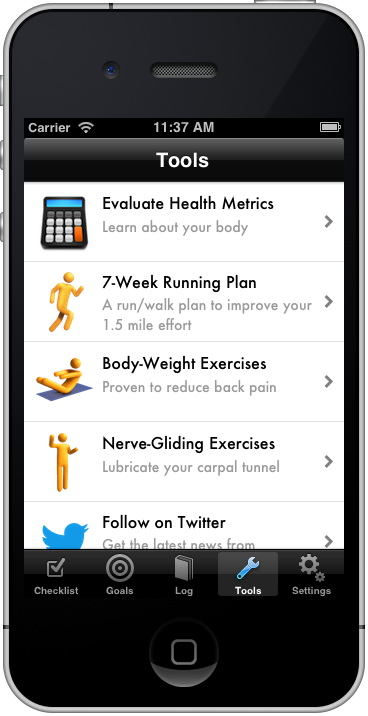 Carrier 11:37 AM
Tools
Evaluate Health Metrics
Learn about your body
7-Week Running Plan
A run/walk plan to improve your
1.5 mile effort
Body-Weight Exercises
Proven to reduce back pain
Nerve-Gliding Exercises
Lubricate your carpal tunnel
Follow on Twitter
Get the latest news from
Checklist Goals Log Tools Settings